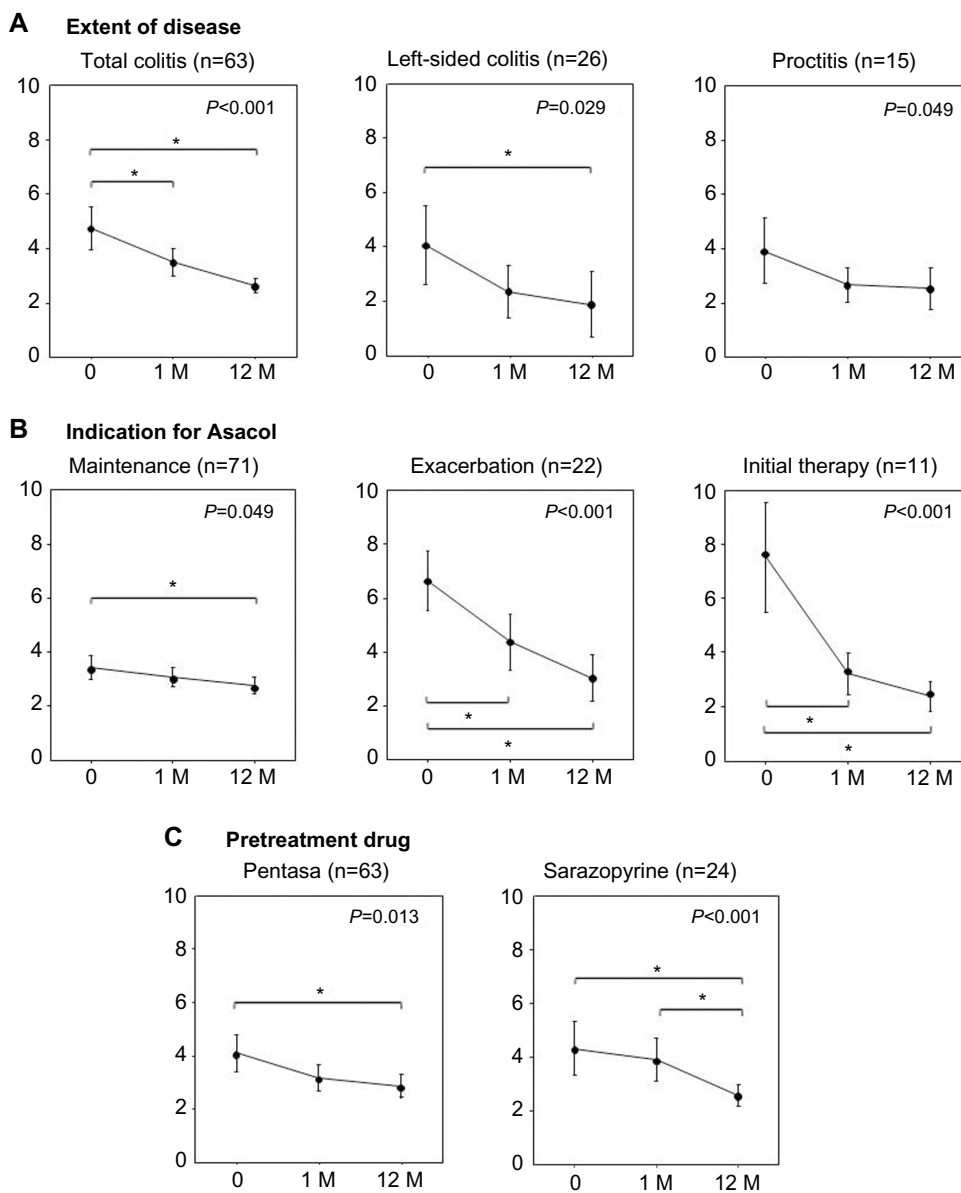 A Extent of disease
Total colitis (n=63)
Left-sided colitis (n=26)
Proctitis (n=15)
10
8
6
4
2
0
P<0.001
*
*
0 1 M 12 M
10
8
6
4
2
0
P=0.029
*
0 1 M 12 M
10
8
6
4
2
0
P=0.049
0 1 M 12 M
B Indication for Asacol
Maintenance (n=71)
Exacerbation (n=22)
Initial therapy (n=11)
10
8
6
4
2
0
P=0.049
*
0 1 M 12 M
10
8
6
4
2
0
P<0.001
*
*
0 1 M 12 M
10
8
6
4
2
0
P<0.001
*
*
0 1 M 12 M
C Pretreatment drug
Pentasa (n=63)
Sarazopyrine (n=24)
10
8
6
4
2
0
P=0.013
*
0 1 M 12 M
10
8
6
4
2
0
P<0.001
*
*
0 1 M 12 M